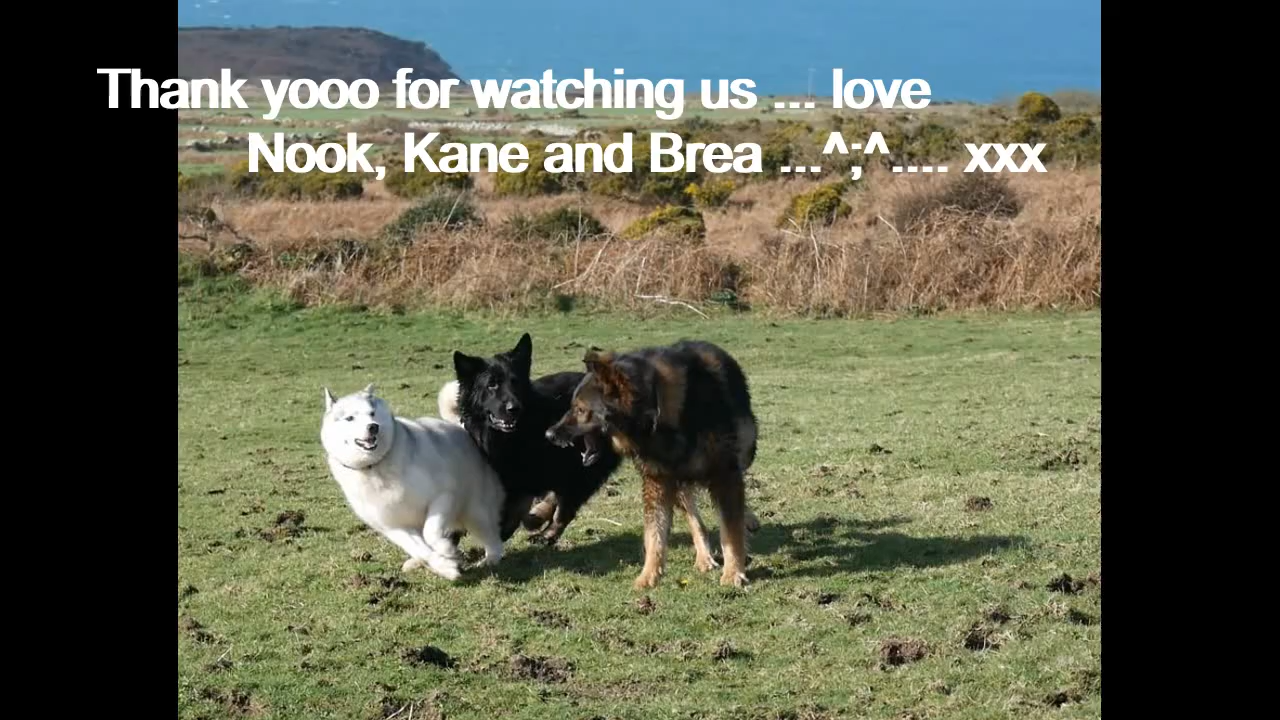 Thank yooo for watching us ... love
Nook, Kane and Brea ...^;^.... xxx